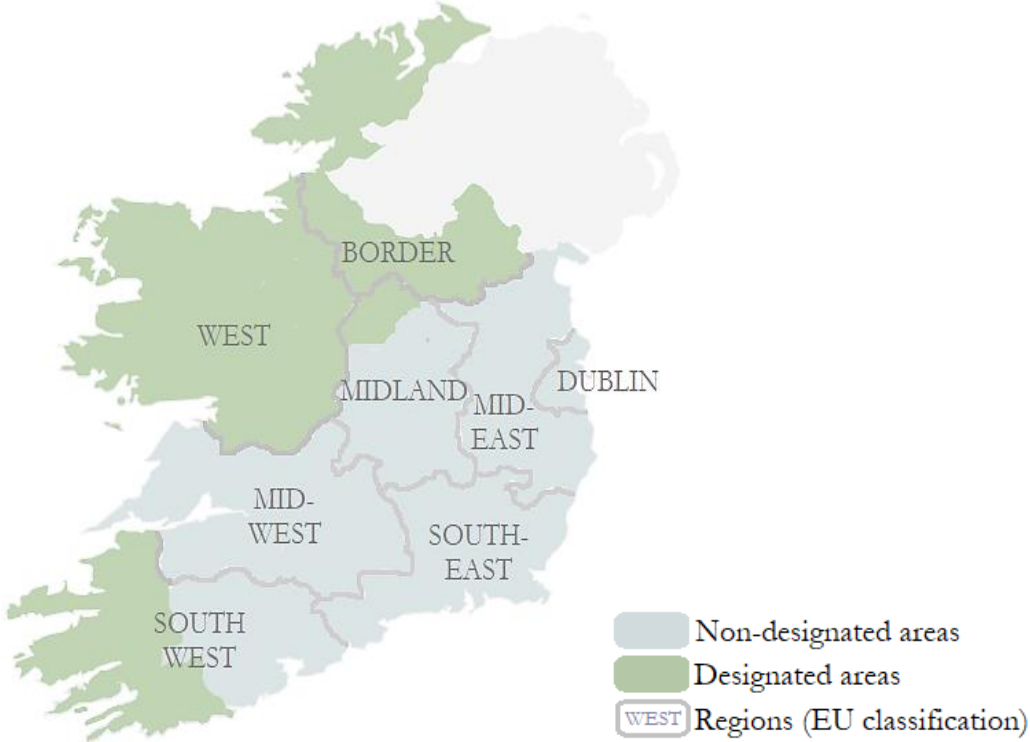 BORDER
WEST
MIDLAND
DUBLIN
MID-
EAST
MID-
WEST
SOUTH-
EAST
SOUTH
WEST
Non-designated areas
Designated areas
WEST Regions (EU classification)